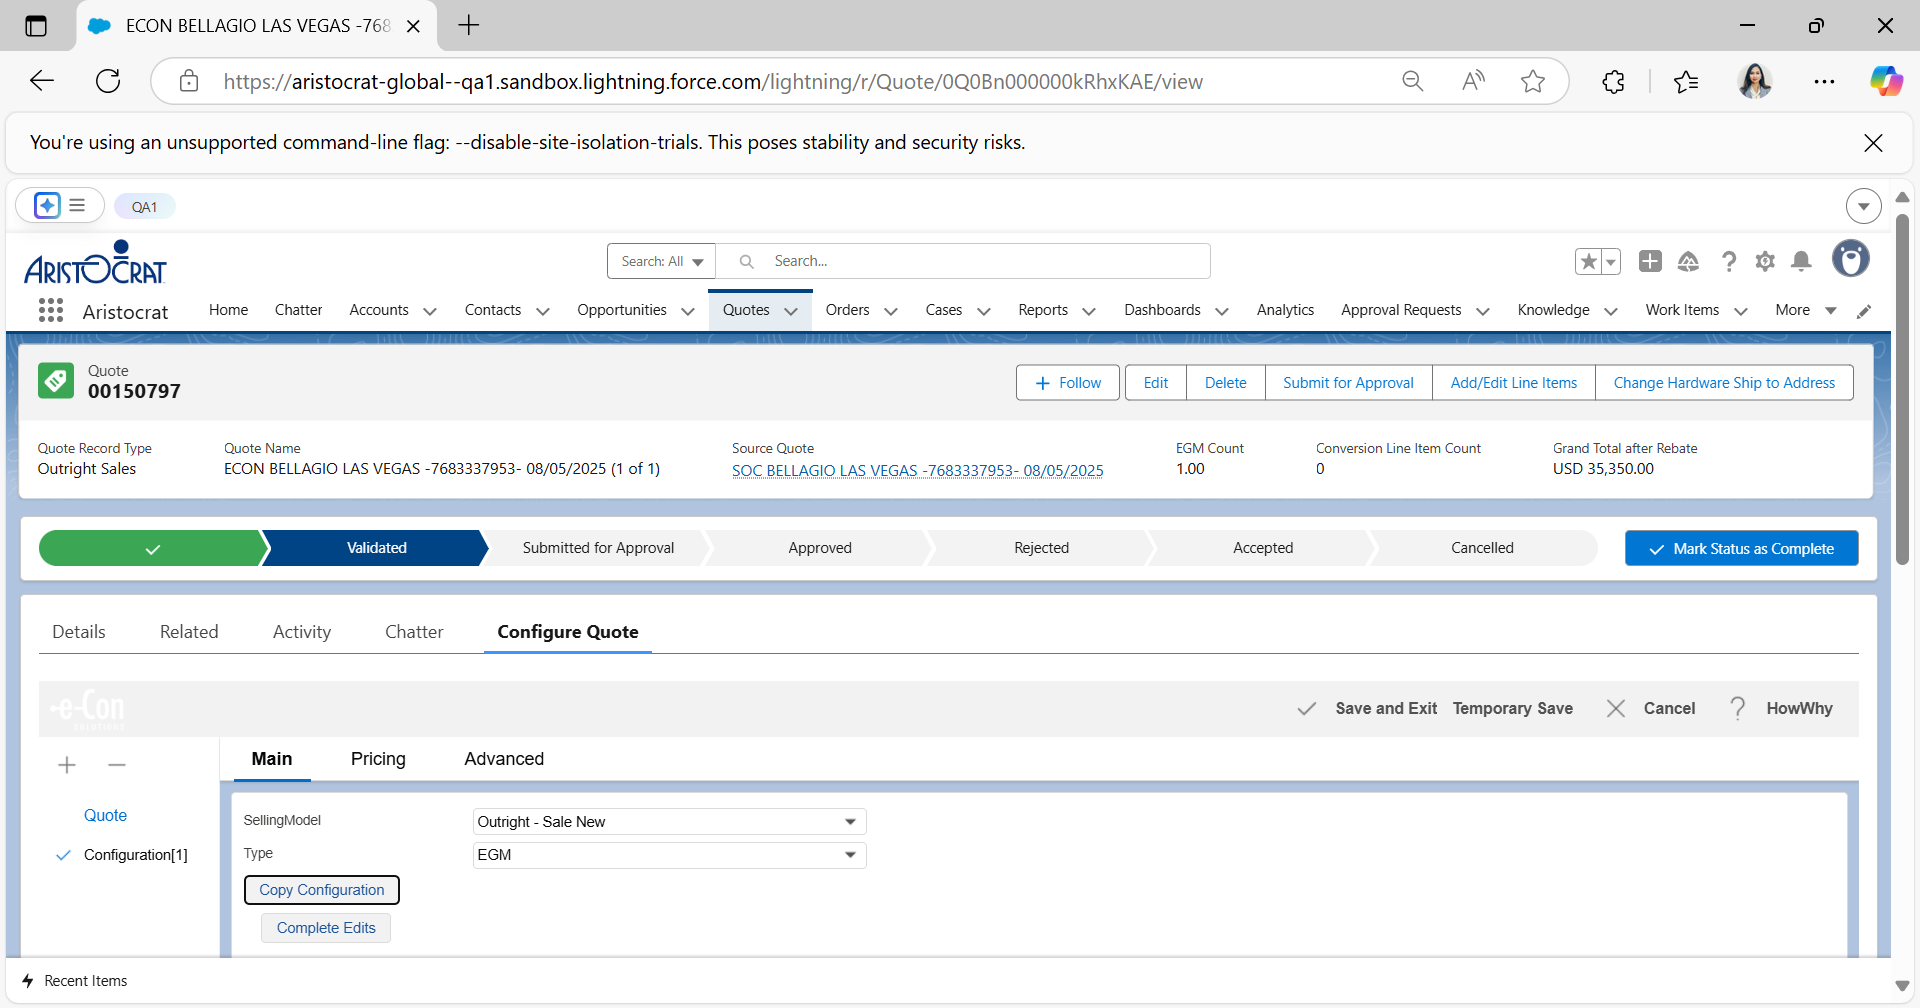 ECON BELLAGIO LAS VEGAS -768
https://aristocrat-global--qa1.sandbox.lightning.force.com/lightning/r/Quote/0Q0Bn000000kRhxKAE/view
You're using an unsupported command-line flag: --disable-site-isolation-trials. This poses stability and security risks.
QA1
ARISTOCRAT
Search: All Search...
Aristocrat Home Chatter Accounts Contacts Opportunities Quotes Orders Cases Reports Dashboards Analytics Approval Requests Knowledge Work Items More
Quote
00150797
Follow Edit Delete Submit for Approval Add/Edit Line Items Change Hardware Ship to Address
Quote Record Type Quote Name Source Quote EGM Count Conversion Line Item Count Grand Total after Rebate
Outright Sales ECON BELLAGIO LAS VEGAS -7683337953- 08/05/2025 (1 of 1) SOC BELLAGIO LAS VEGAS -7683337953- 08/05/2025 1.00 0 USD 35,350.00
Validated Submitted for Approval Approved Rejected Accepted Cancelled Mark Status as Complete
Details Related Activity Chatter Configure Quote
e-Con
SOLUTIONS
Save and Exit Temporary Save Cancel HowWhy
Main Pricing Advanced
Quote
Configuration[1]
SellingModel Outright - Sale New
Type EGM
Copy Configuration
Complete Edits
Recent Items